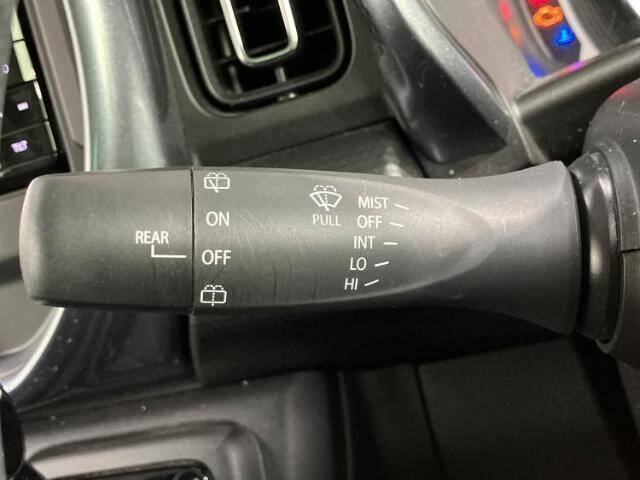 REAR
ON
OFF
PULL
MIST
OFF
INT
LO
HI